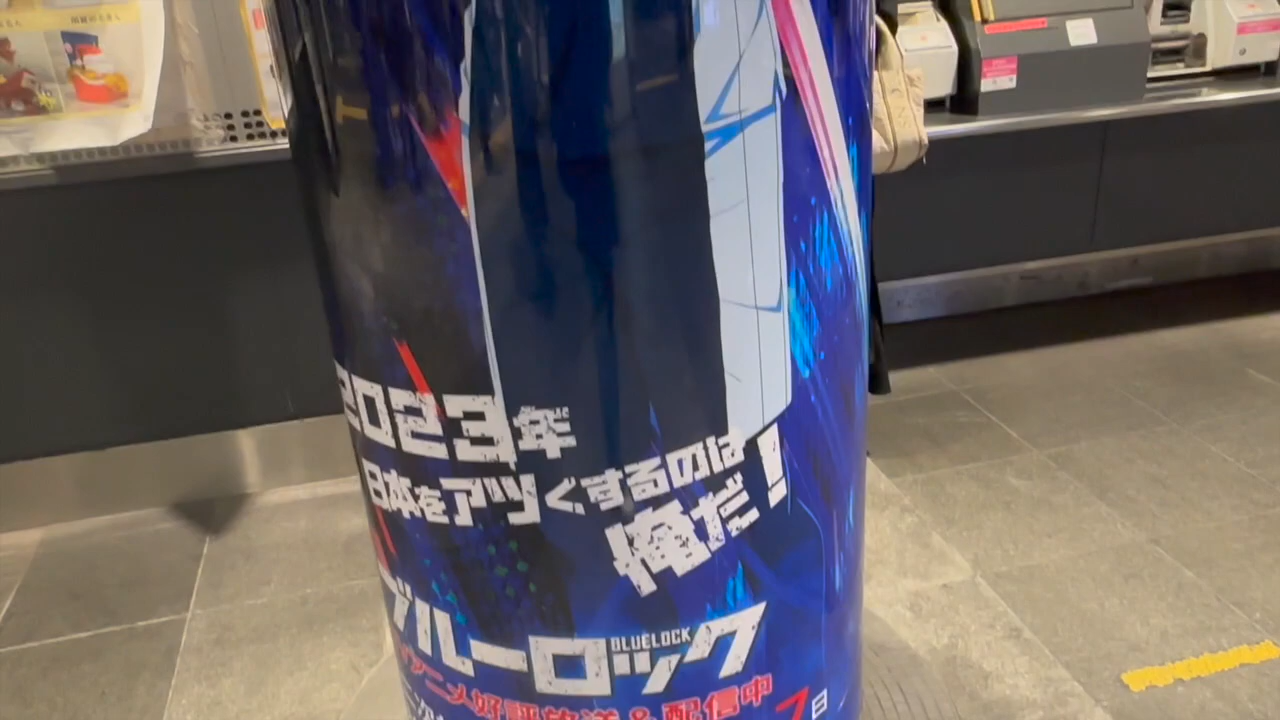 2023年
日本をアツくするのは
俺だ!
ブルーロック
BLUELOCK
アニメ好評放送&配信中
7日